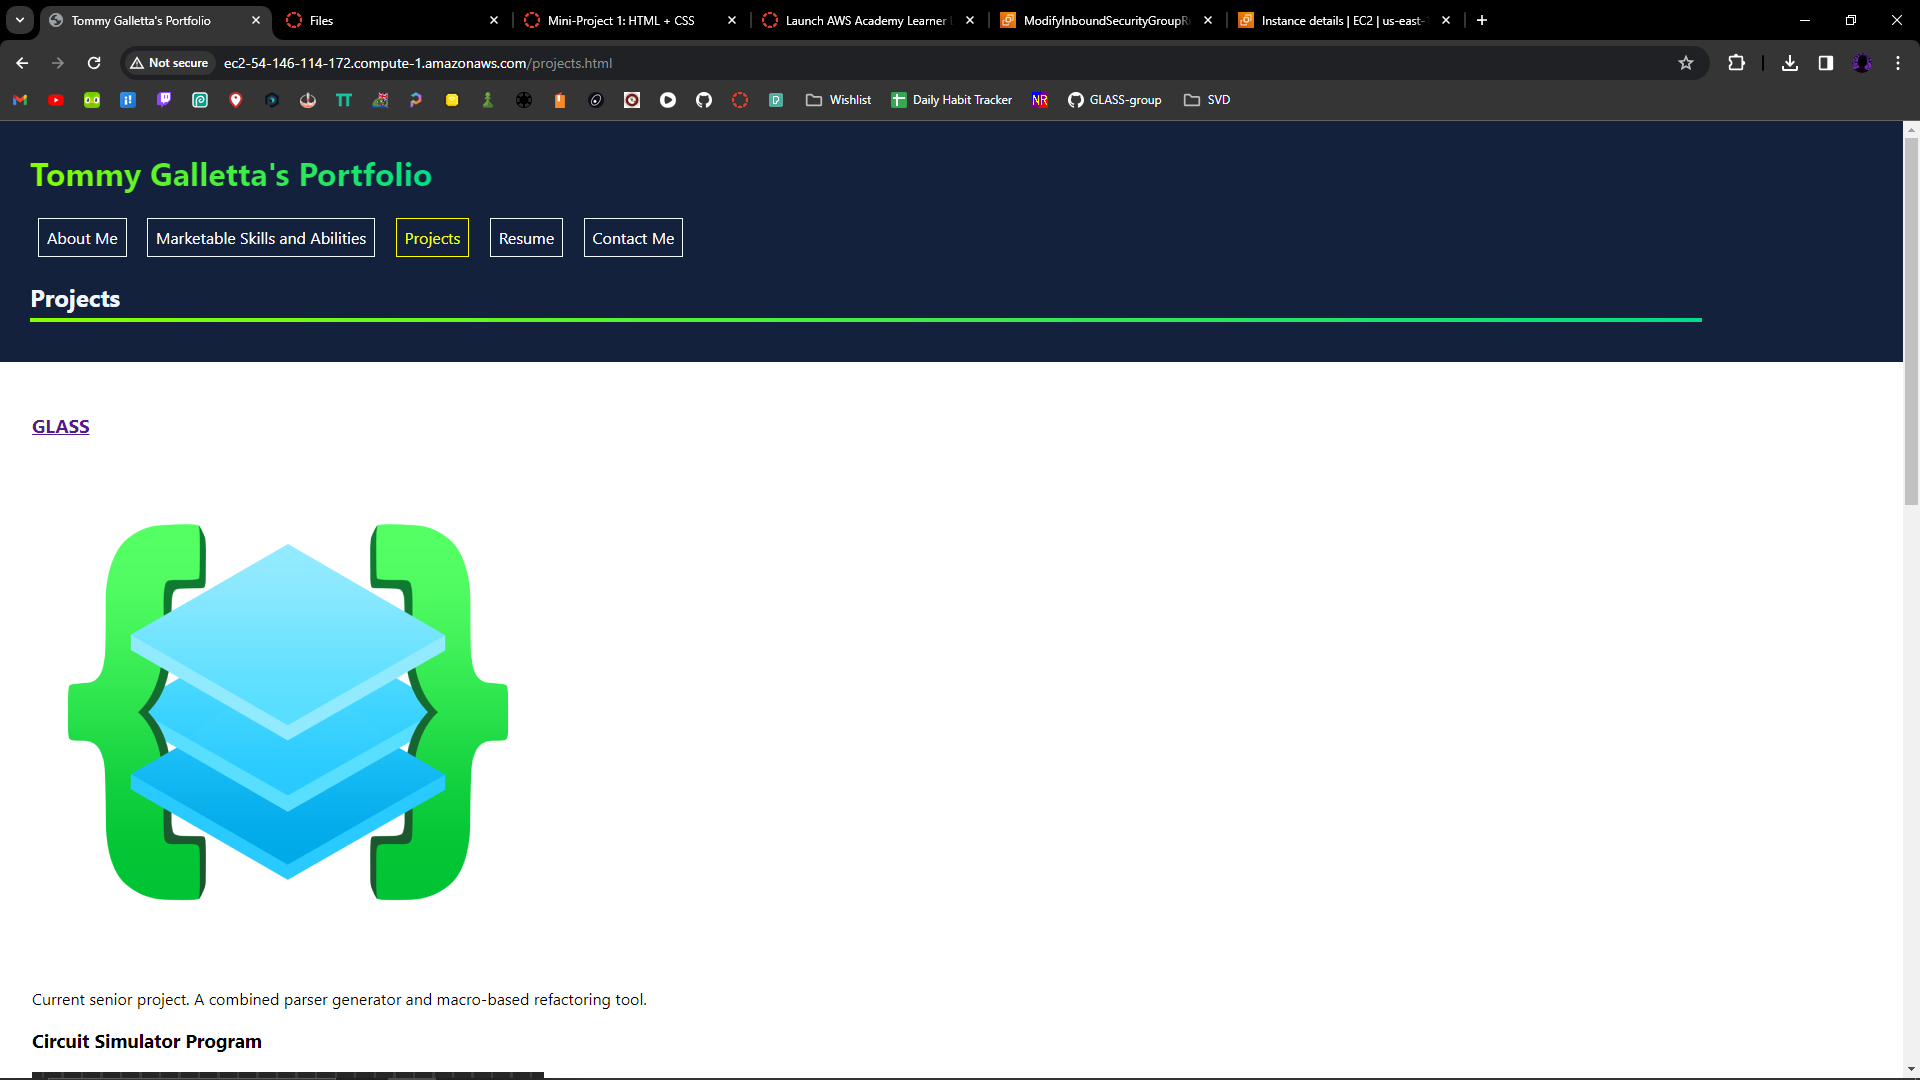 Tommy Galletta's Portfolio
Files
Mini-Project 1: HTML + CSS
Launch AWS Academy Learner
ModifyInboundSecurityGroupR
Instance details | EC2 | us-east-
Not secure
ec2-54-146-114-172.compute-1.amazonaws.com/projects.html
TT
Wishlist
Daily Habit Tracker
NR
GLASS-group
SVD
Tommy Galletta's Portfolio
About Me
Marketable Skills and Abilities
Projects
Resume
Contact Me
Projects
GLASS
Current senior project. A combined parser generator and macro-based refactoring tool.
Circuit Simulator Program